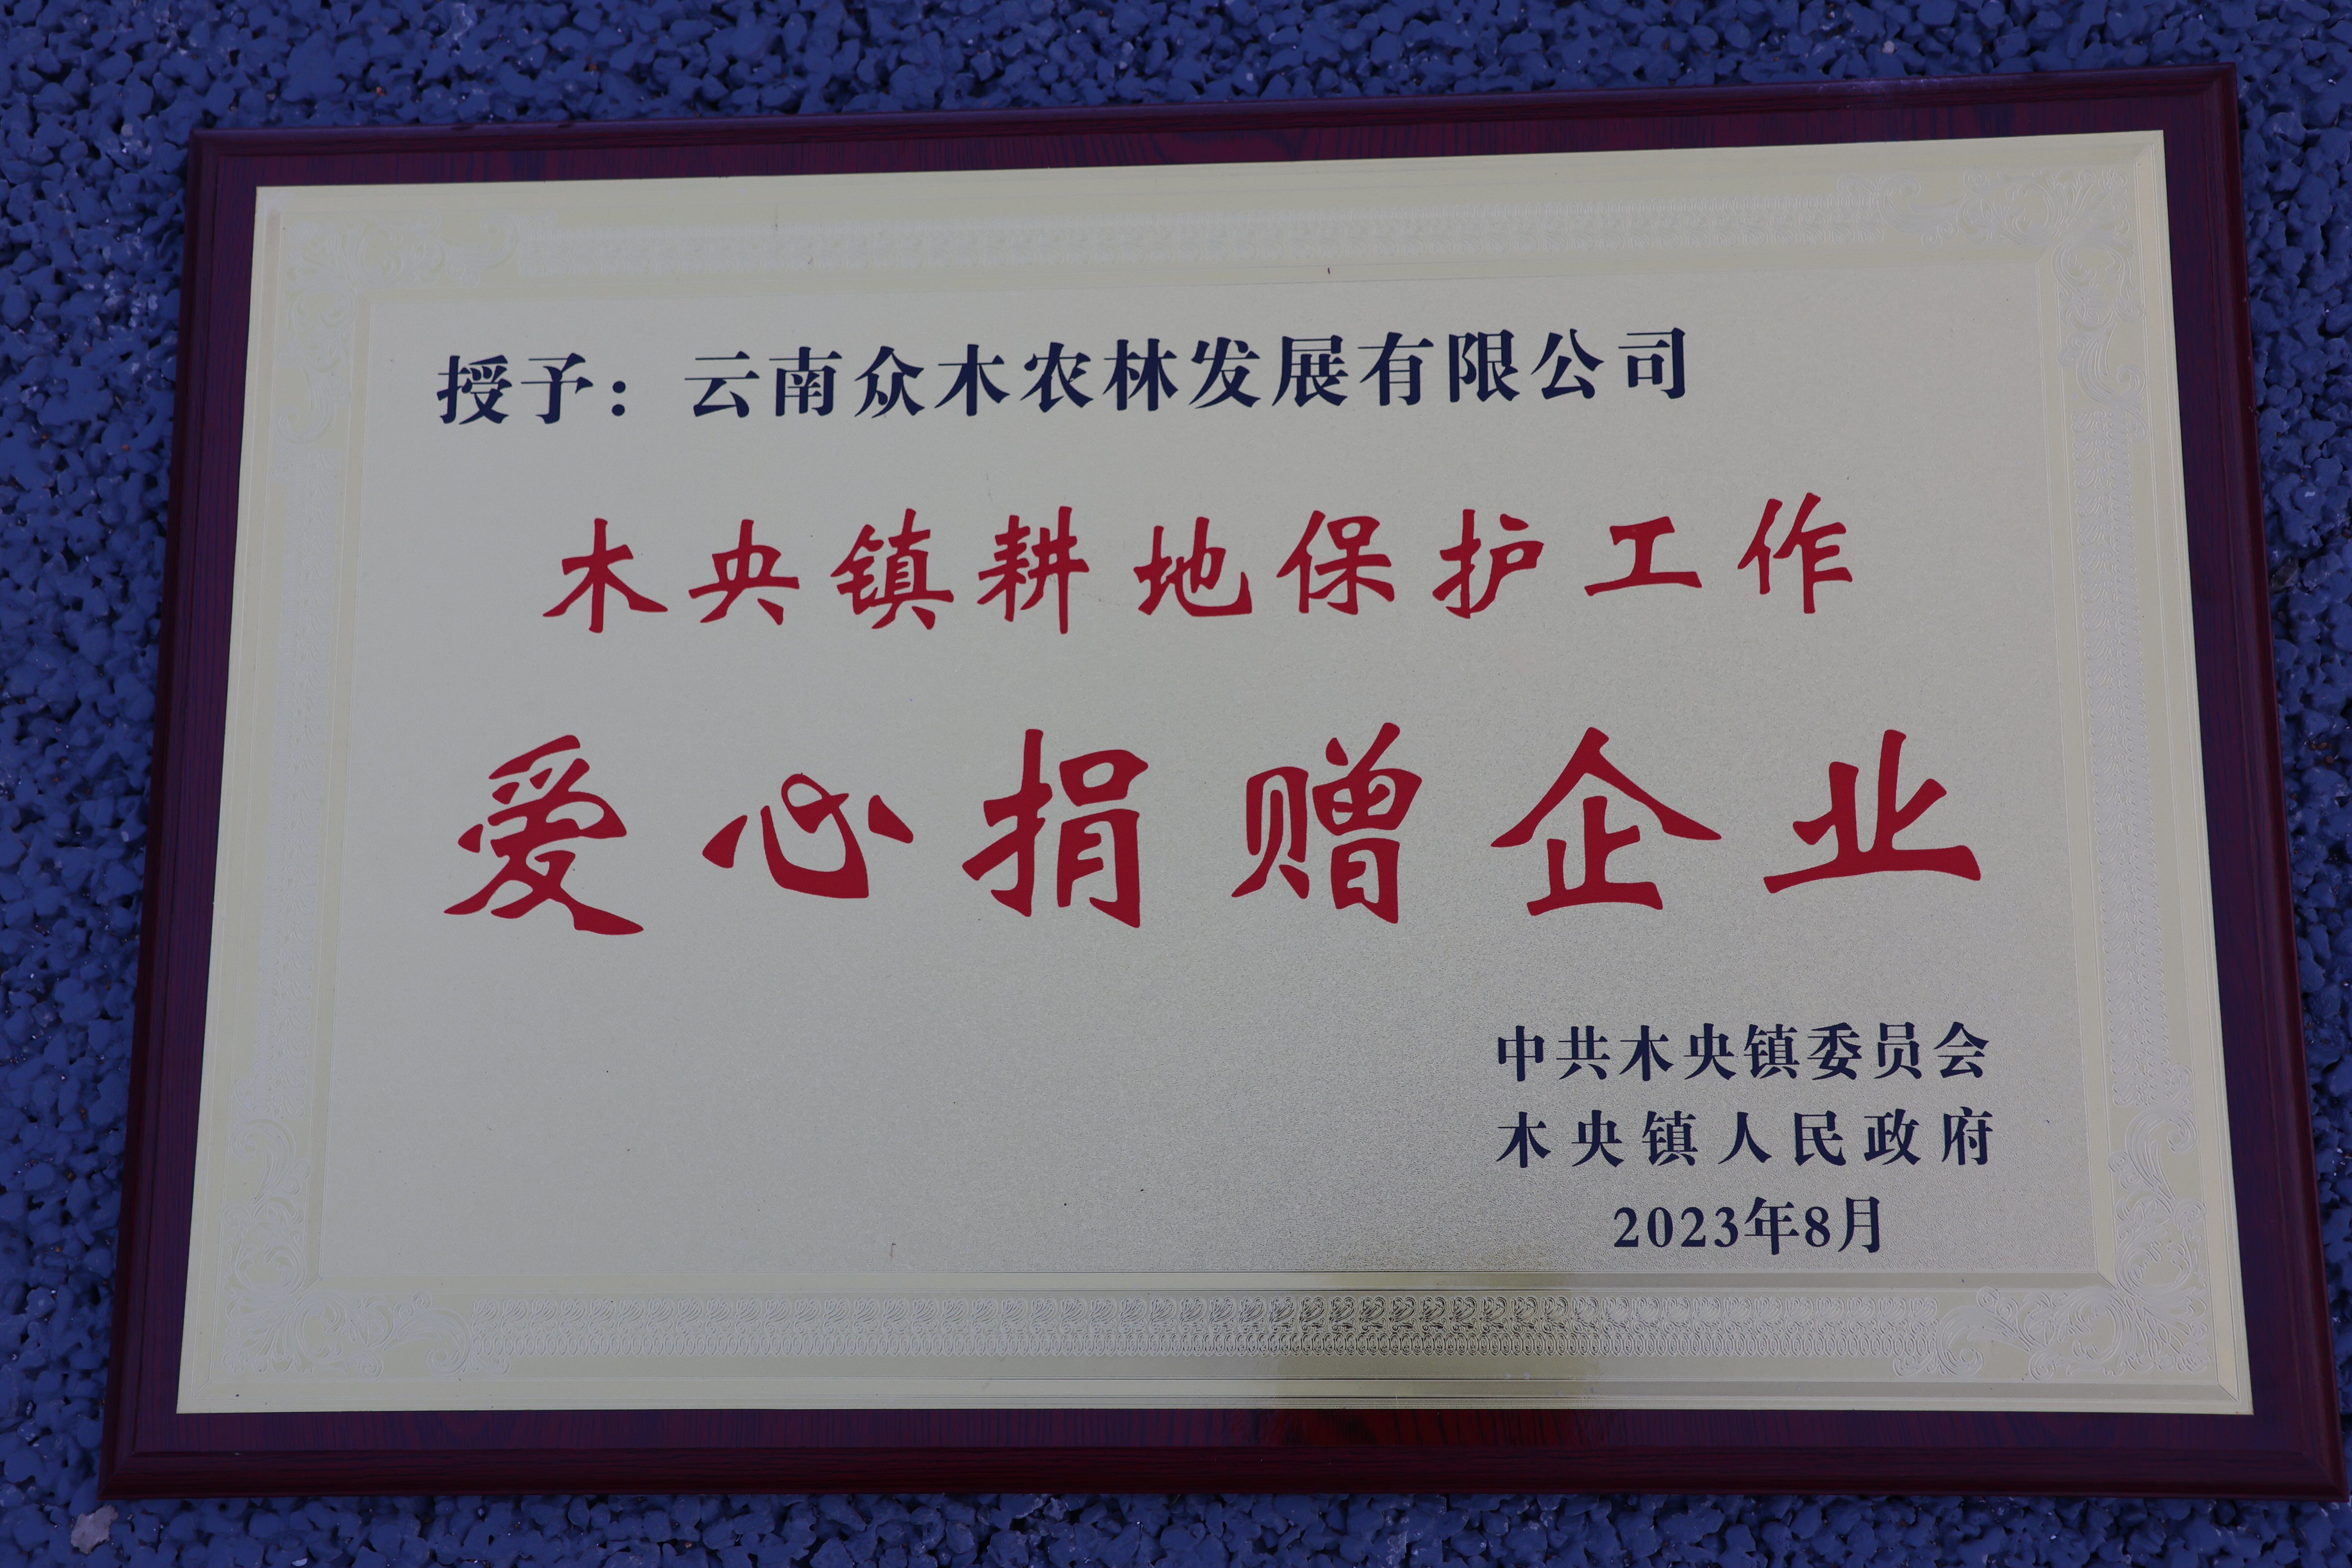 授予：云南众木农林发展有限公司
木央镇耕地保护工作
爱心捐赠企业
中共木央镇委员会
木央镇人民政府
2023年8月